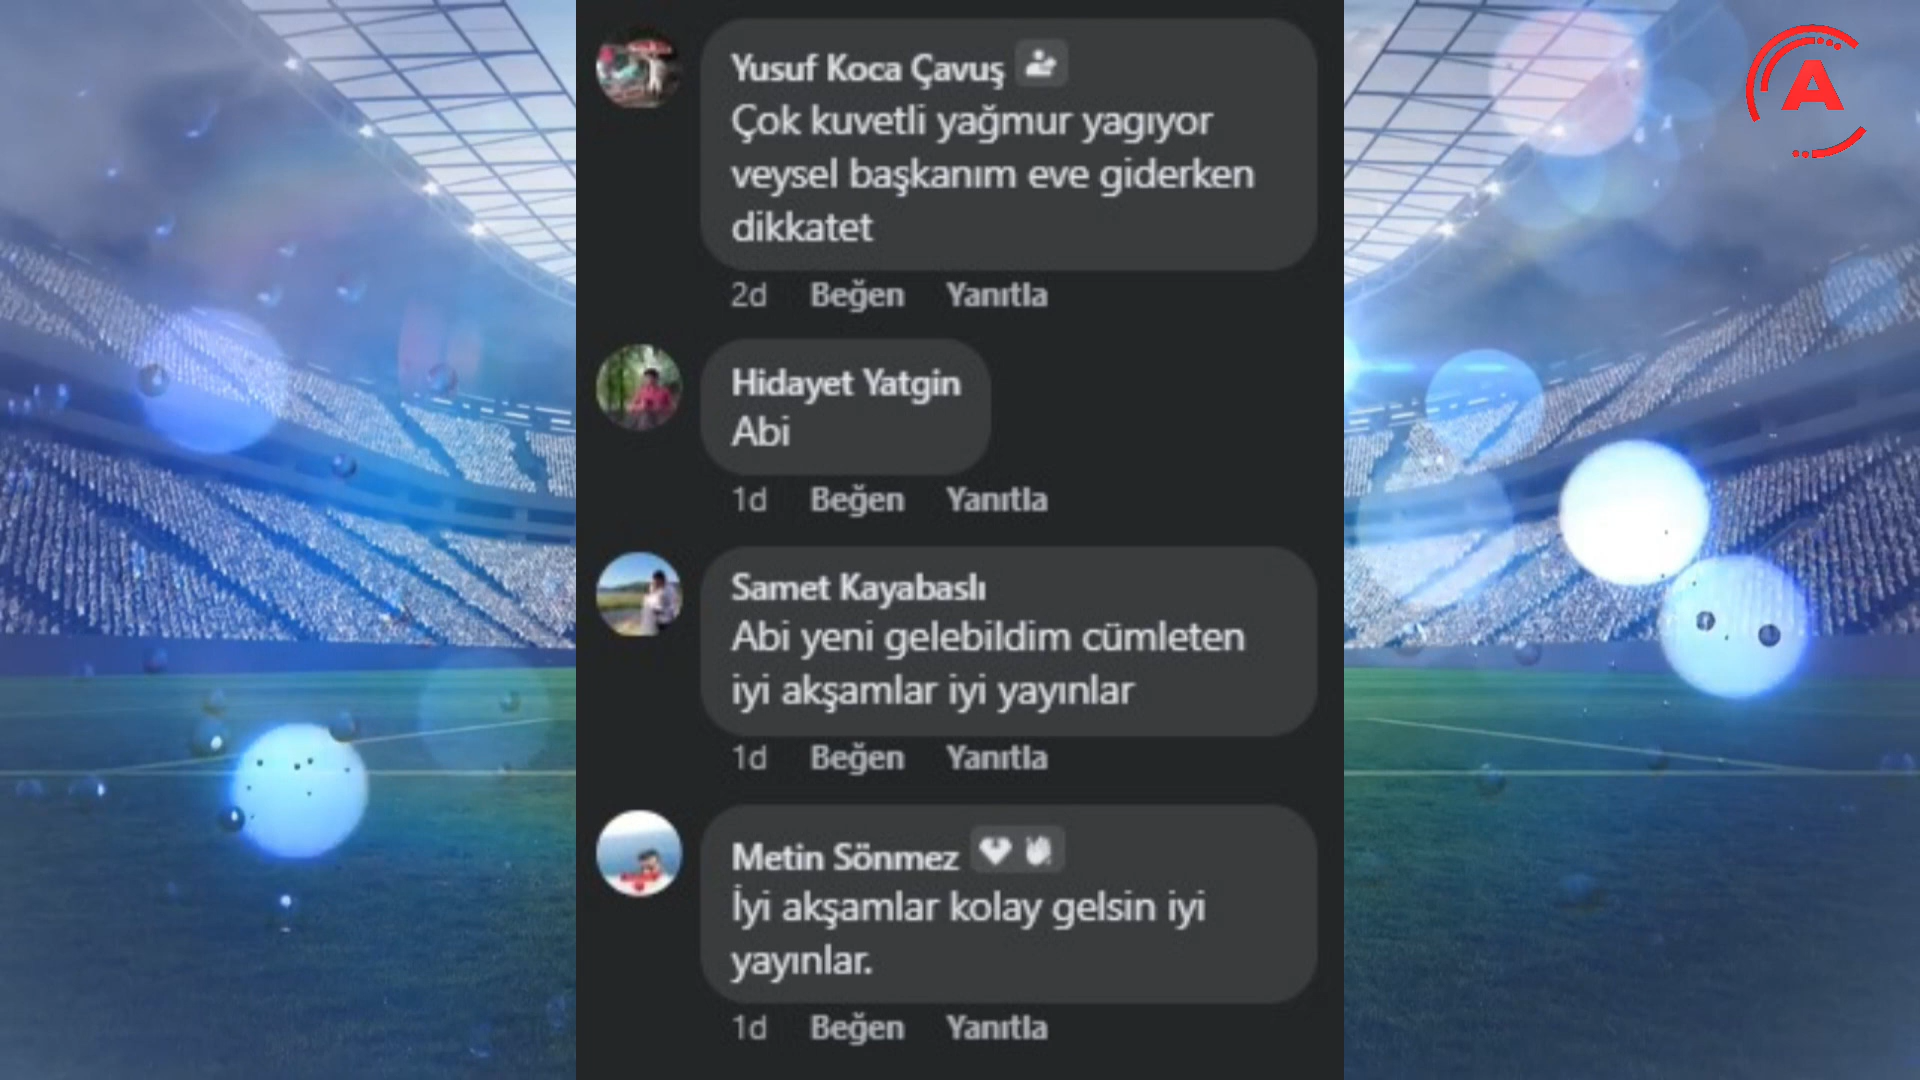 A
Yusuf Koca Çavuş
Çok kuvetli yağmur yagıyor
veysel başkanım eve giderken
dikkatet
2d Beğen Yanıtla
Hidayet Yatgin
Abi
1d Beğen Yanıtla
Samet Kayabaslı
Abi yeni gelebildim cümleten
iyi akşamlar iyi yayınlar
1d Beğen Yanıtla
Metin Sönmez
İyi akşamlar kolay gelsin iyi
yayınlar.
1d Beğen Yanıtla